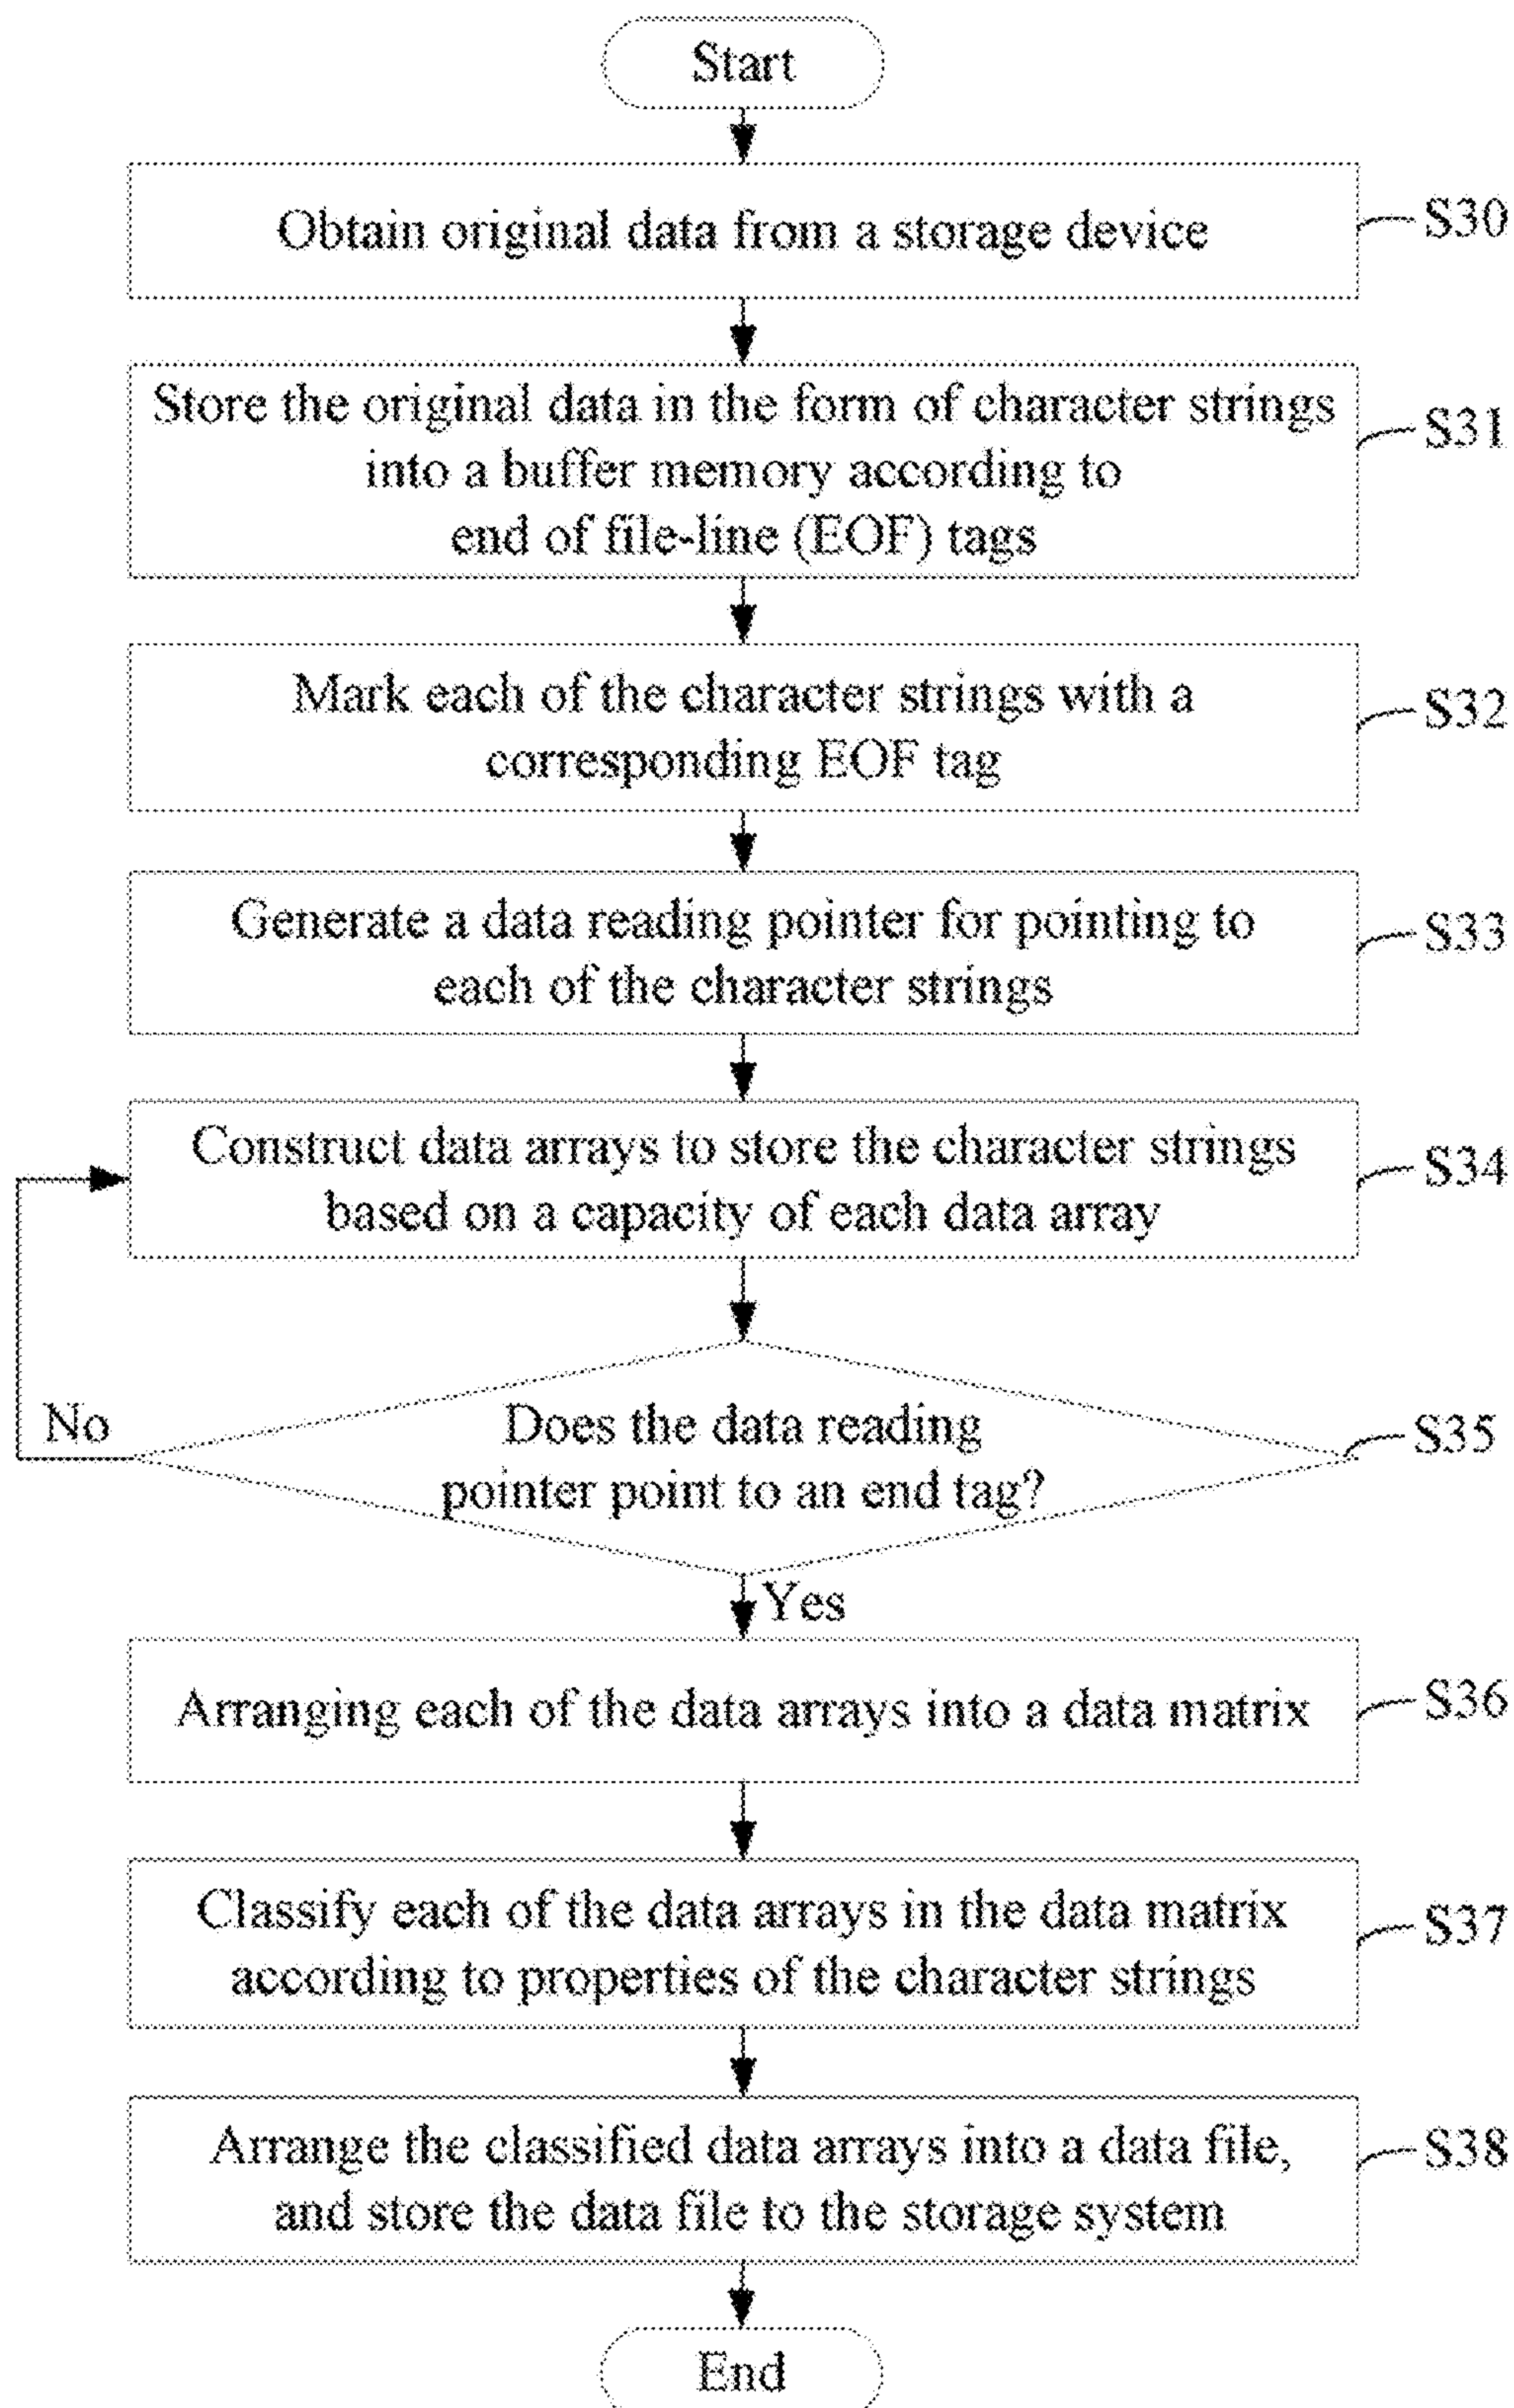 Start
Obtain original data from a storage device
S30
Store the original data in the form of character strings
into a buffer memory according to
end of file-line (EOF) tags
S31
Mark each of the character strings with a
corresponding EOF tag
S32
Generate a data reading pointer for pointing to
each of the character strings
S33
Construct data arrays to store the character strings
based on a capacity of each data array
S34
Does the data reading
pointer point to an end tag?
S35
No
Yes
Arranging each of the data arrays into a data matrix
S36
Classify each of the data arrays in the data matrix
according to properties of the character strings
S37
Arrange the classified data arrays into a data file,
and store the data file to the storage system
S38
End